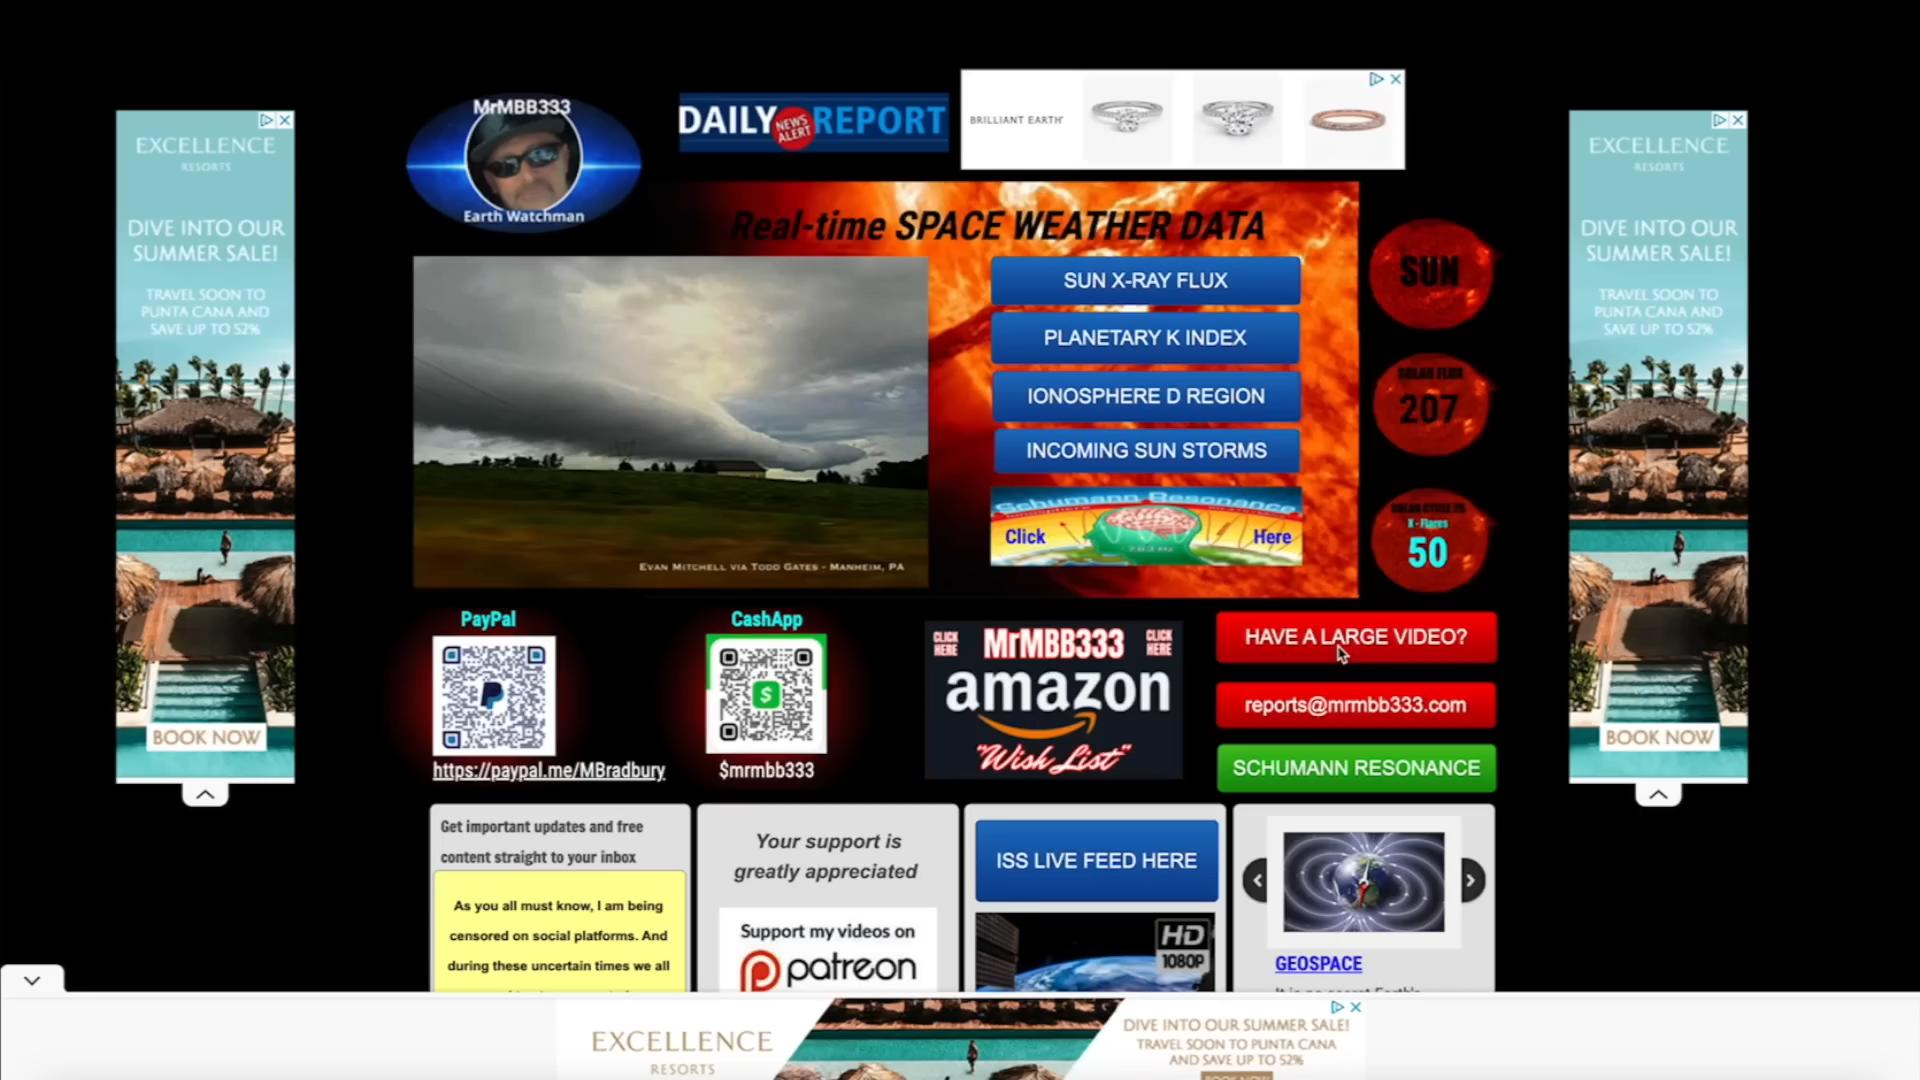 MrMBB333
Earth Watchman
DAILY REPORT
NEWS
ALERT
BRILLIANT EARTH
EXCELLENCE
RESORTS
DIVE INTO OUR
SUMMER SALE!
TRAVEL SOON TO
PUNTA CANA AND
SAVE UP TO 52%
BOOK NOW
Real-time SPACE WEATHER DATA
SUN X-RAY FLUX
PLANETARY K INDEX
IONOSPHERE D REGION
INCOMING SUN STORMS
Schumann Resonance
Click Here
EVAN MITCHELL VIA TODD GATES - MANHEIM, PA
SUN
SOLAR FLUX
207
SOLAR CYCLE 25
X - Flares
50
EXCELLENCE
RESORTS
DIVE INTO OUR
SUMMER SALE!
TRAVEL SOON TO
PUNTA CANA AND
SAVE UP TO 52%
BOOK NOW
PayPal
https://paypal.me/MBradbury
CashApp
$mrmbb333
CLICK HERE MrMBB333 CLICK HERE
amazon
"Wish List"
HAVE A LARGE VIDEO?
reports@mrmbb333.com
SCHUMANN RESONANCE
Get important updates and free
content straight to your inbox
As you all must know, I am being
censored on social platforms. And
during these uncertain times we all
Your support is
greatly appreciated
Support my videos on
patreon
ISS LIVE FEED HERE
HD
1080P
GEOSPACE
EXCELLENCE
RESORTS
DIVE INTO OUR SUMMER SALE!
TRAVEL SOON TO PUNTA CANA
AND SAVE UP TO 52%